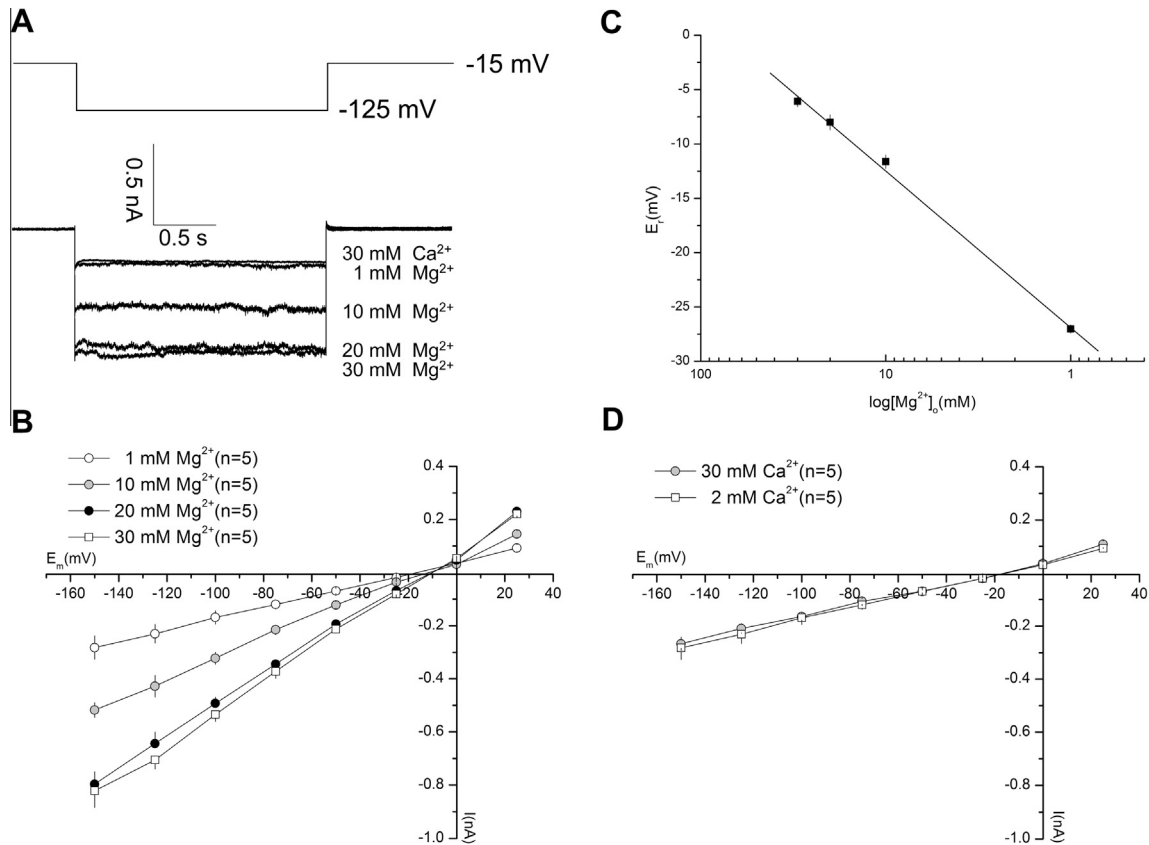 A
-15 mV
-125 mV
0.5 nA
0.5 s
30 mM Ca²⁺
1 mM Mg²⁺
10 mM Mg²⁺
20 mM Mg²⁺
30 mM Mg²⁺
C
0
-5
-10
-15
-20
-25
-30
Eᵣ(mV)
100 10 1
log[Mg²⁺]ₒ(mM)
B
1 mM Mg²⁺(n=5)
10 mM Mg²⁺(n=5)
20 mM Mg²⁺(n=5)
30 mM Mg²⁺(n=5)
Eₘ(mV)
-160 -140 -120 -100 -80 -60 -40 -20 0 20 40
0.4
0.2
-0.2
-0.4
-0.6
-0.8
-1.0
I(nA)
D
30 mM Ca²⁺(n=5)
2 mM Ca²⁺(n=5)
Eₘ(mV)
-160 -140 -120 -100 -80 -60 -40 -20 0 20 40
0.4
0.2
-0.2
-0.4
-0.6
-0.8
-1.0
I(nA)